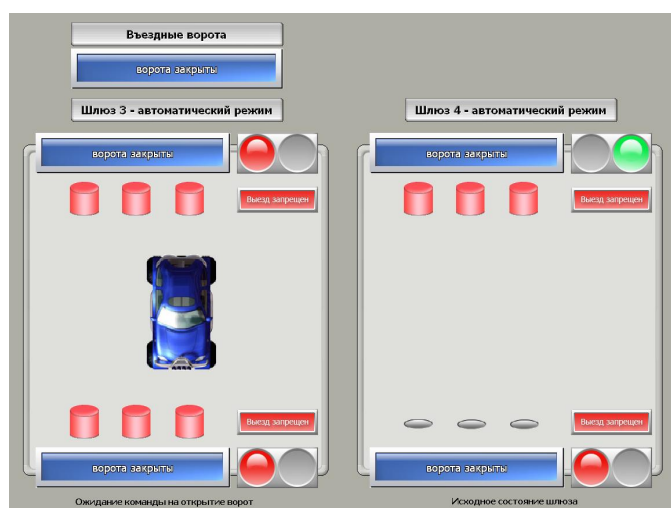 Въездные ворота
ворота закрыты
Шлюз 3 - автоматический режим
Шлюз 4 - автоматический режим
ворота закрыты
ворота закрыты
Выезд запрещен
Выезд запрещен
Выезд запрещен
Выезд запрещен
ворота закрыты
ворота закрыты
Ожидание команды на открытие ворот
Исходное состояние шлюза